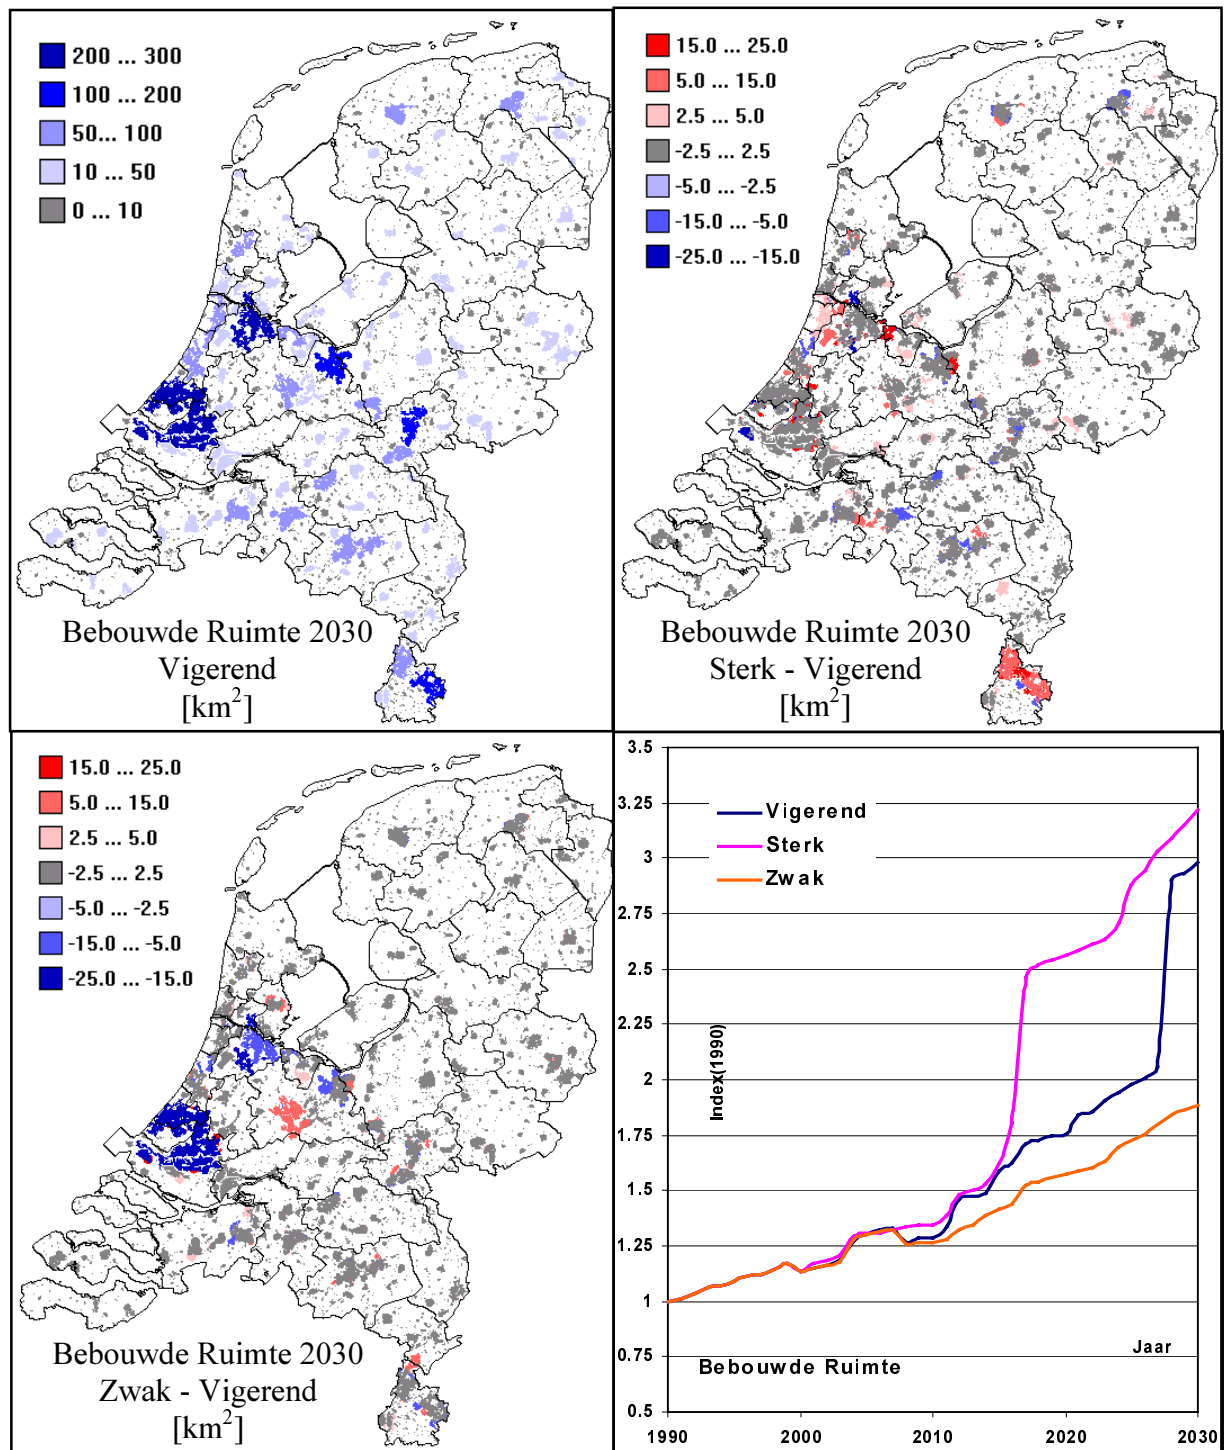 200 ... 300
100 ... 200
50... 100
10 ... 50
0 ... 10
Bebouwde Ruimte 2030
Vigerend
[km²]
15.0 ... 25.0
5.0 ... 15.0
2.5 ... 5.0
-2.5 ... 2.5
-5.0 ... -2.5
-15.0 ... -5.0
-25.0 ... -15.0
Bebouwde Ruimte 2030
Sterk - Vigerend
[km²]
15.0 ... 25.0
5.0 ... 15.0
2.5 ... 5.0
-2.5 ... 2.5
-5.0 ... -2.5
-15.0 ... -5.0
-25.0 ... -15.0
Bebouwde Ruimte 2030
Zwak - Vigerend
[km²]
3.5
3.25
3
2.75
2.5
2.25
2
1.75
1.5
1.25
1
0.75
0.5
Vigerend
Sterk
Zwak
Index(1990)
Jaar
Bebouwde Ruimte
1990 2000 2010 2020 2030